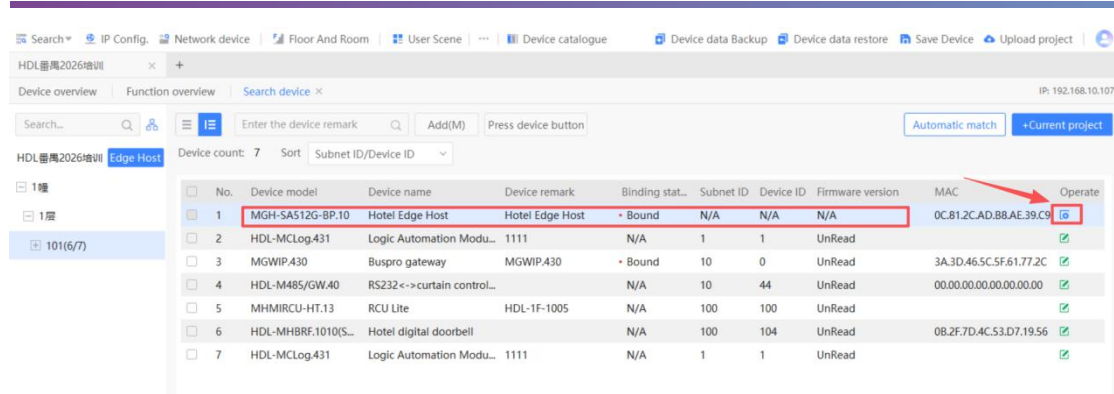 Search IP Config. Network device Floor And Room User Scene ··· Device catalogue Device data Backup Device data restore Save Device Upload project
HDL番禺2026培训 × +
Device overview Function overview Search device × IP: 192.168.10.107
Search... Enter the device remark Add(M) Press device button Automatic match +Current project
HDL番禺2026培训 Edge Host Device count: 7 Sort Subnet ID/Device ID
1幢
1层
101(6/7)
No. Device model Device name Device remark Binding stat... Subnet ID Device ID Firmware version MAC Operate
1 MGH-SA512G-BP.10 Hotel Edge Host Hotel Edge Host • Bound N/A N/A N/A 0C.81.2C.AD.B8.AE.39.C9
2 HDL-MCLog.431 Logic Automation Modu... 1111 N/A 1 1 UnRead
3 MGWIP.430 Buspro gateway MGWIP.430 • Bound 10 0 UnRead 3A.3D.46.5C.5F.61.77.2C
4 HDL-M485/GW.40 RS232<->curtain control... N/A 10 44 UnRead 00.00.00.00.00.00.00.00
5 MHMIRCU-HT.13 RCU Lite HDL-1F-1005 N/A 100 100 UnRead
6 HDL-MHBRF.1010(S... Hotel digital doorbell N/A 100 104 UnRead 0B.2F.7D.4C.53.D7.19.56
7 HDL-MCLog.431 Logic Automation Modu... 1111 N/A 1 1 UnRead